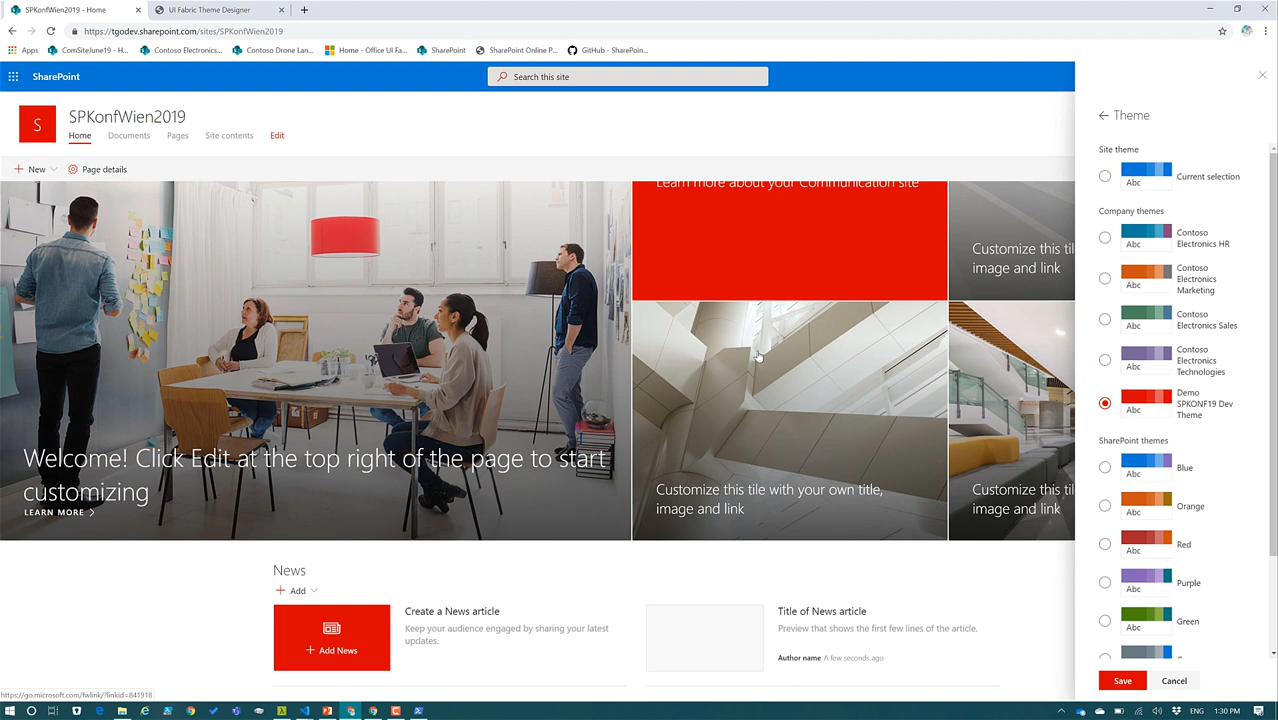 SPKonfWien2019 - Home
UI Fabric Theme Designer
https://tgodev.sharepoint.com/sites/SPKonfWien2019
Apps
ComSiteJune19 - H...
Contoso Electronics...
Contoso Drone Lan...
Home - Office UI Fa...
SharePoint
SharePoint Online P...
GitHub - SharePoin...
SharePoint
Search this site
S
SPKonfWien2019
Home
Documents
Pages
Site contents
Edit
New
Page details
Learn more about your Communication site
Customize this til
image and link
Welcome! Click Edit at the top right of the page to start
customizing
LEARN MORE
Customize this tile with your own title,
image and link
Customize this til
image and link
News
Add
Add News
Create a News article
Keep your audience engaged by sharing your latest
updates.
Title of News article
Preview that shows the first few lines of the article.
Author name A few seconds ago
Theme
Site theme
Abc
Current selection
Company themes
Abc
Contoso
Electronics HR
Abc
Contoso
Electronics
Marketing
Abc
Contoso
Electronics Sales
Abc
Contoso
Electronics
Technologies
Abc
Demo
SPKONF19 Dev
Theme
SharePoint themes
Abc
Blue
Abc
Orange
Abc
Red
Abc
Purple
Abc
Green
Save
Cancel
https://go.microsoft.com/fwlink/?linkid=841918
ENG
1:30 PM